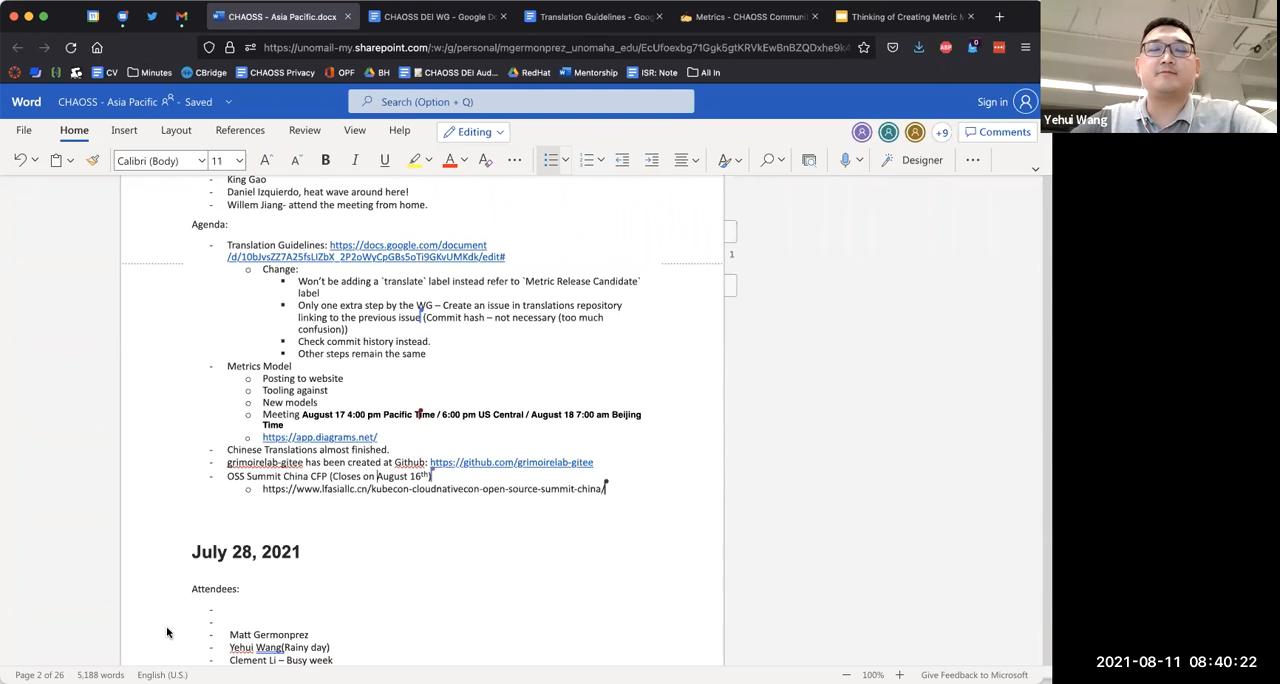 CHAOSS - Asia Pacific.docx
CHAOSS DEI WG - Google Do
Translation Guidelines - Goog
Metrics - CHAOSS Communit
Thinking of Creating Metric M
CV
Minutes
CBridge
CHAOSS Privacy
OPF
BH
CHAOSS DEI Aud...
RedHat
Mentorship
ISR: Note
All In
Word
CHAOSS - Asia Pacific - Saved
Search (Option + Q)
Sign in
Yehui Wang
File
Home
Insert
Layout
References
Review
View
Help
Editing
+9
Comments
Calibri (Body)
11
Designer
- King Gao
- Daniel Izquierdo, heat wave around here!
- Willem Jiang- attend the meeting from home.
Agenda:
- Translation Guidelines: https://docs.google.com/document
o Change:
▪ Won't be adding a `translate` label instead refer to `Metric Release Candidate`
label
▪ Only one extra step by the WG – Create an issue in translations repository
linking to the previous issue (Commit hash – not necessary (too much
confusion))
▪ Check commit history instead.
▪ Other steps remain the same
1
- Metrics Model
o Posting to website
o Tooling against
o New models
o Meeting August 17 4:00 pm Pacific Time / 6:00 pm US Central / August 18 7:00 am Beijing
Time
o https://app.diagrams.net/
- Chinese Translations almost finished.
- grimoirelab-gitee has been created at Github: https://github.com/grimoirelab-gitee
- OSS Summit China CFP (Closes on August 16th)
o https://www.lfasiallc.cn/kubecon-cloudnativecon-open-source-summit-china/
July 28, 2021
Attendees:
-
-
- Matt Germonprez
- Yehui Wang(Rainy day)
- Clement Li – Busy week
Page 2 of 26
5,188 words
English (U.S.)
100%
Give Feedback to Microsoft
2021-08-11 08:40:22